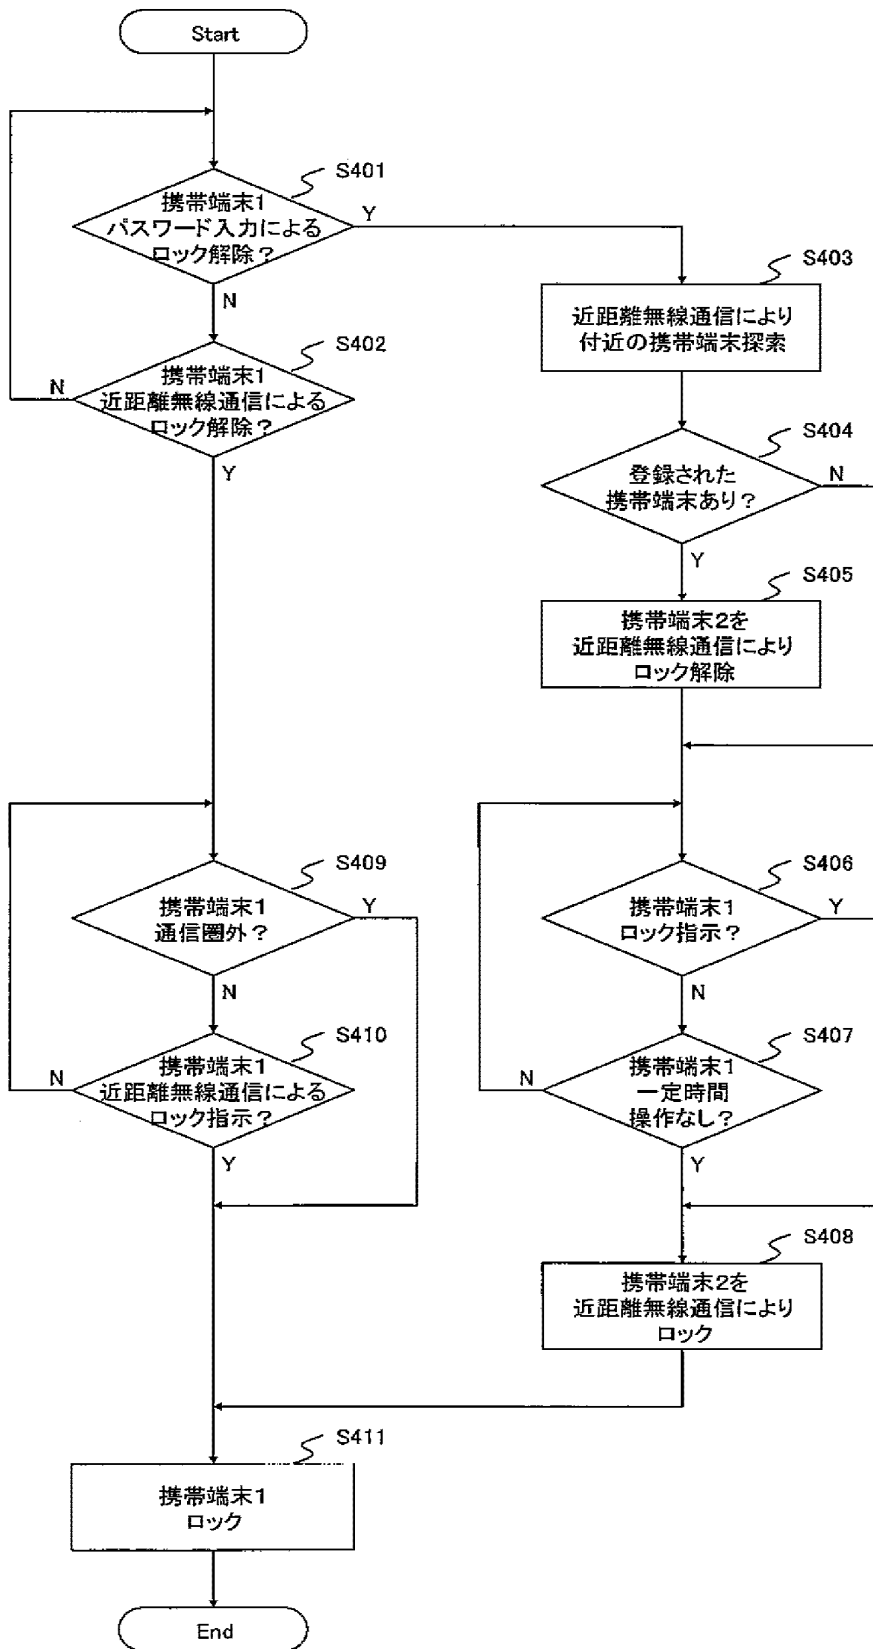 Start
S401
携帯端末1
パスワード入力による
ロック解除?
Y
N
S402
携帯端末1
近距離無線通信による
ロック解除?
N
Y
S403
近距離無線通信により
付近の携帯端末探索
S404
登録された
携帯端末あり?
N
Y
S405
携帯端末2を
近距離無線通信により
ロック解除
S409
携帯端末1
通信圏外?
Y
N
S410
携帯端末1
近距離無線通信による
ロック指示?
N
Y
S406
携帯端末1
ロック指示?
Y
N
S407
携帯端末1
一定時間
操作なし?
N
Y
S408
携帯端末2を
近距離無線通信により
ロック
S411
携帯端末1
ロック
End